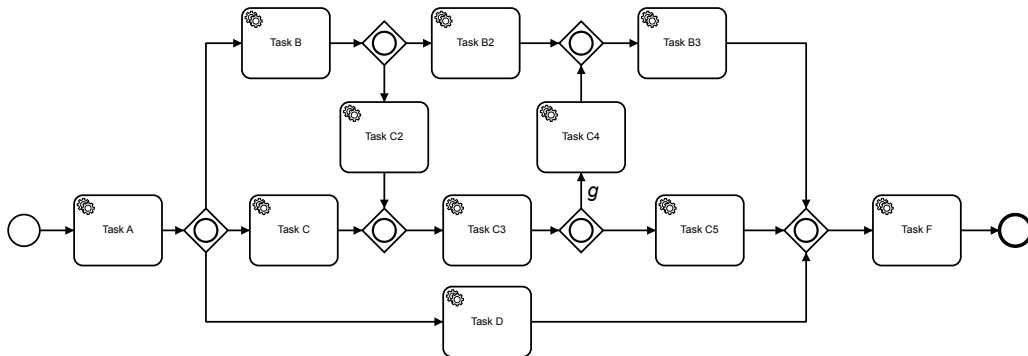 Task B
Task B2
Task B3
Task C2
Task C4
g
Task A
Task C
Task C3
Task C5
Task F
Task D